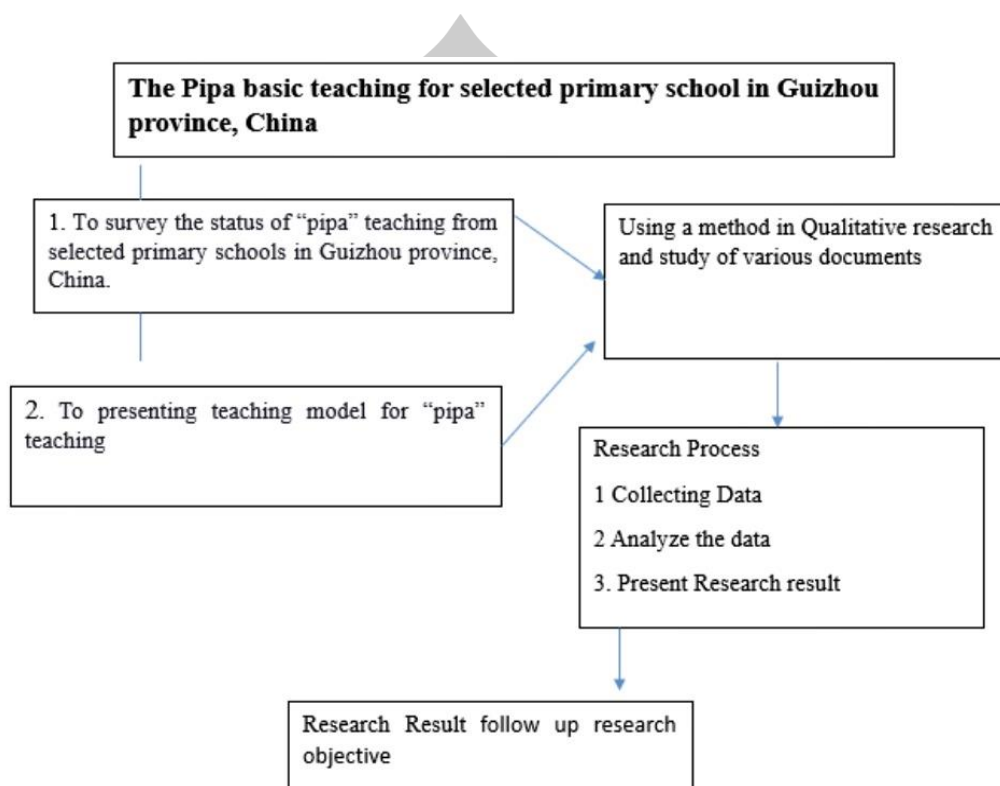 The Pipa basic teaching for selected primary school in Guizhou
province, China
1. To survey the status of “pipa” teaching from
selected primary schools in Guizhou province,
China.
Using a method in Qualitative research
and study of various documents
2. To presenting teaching model for “pipa”
teaching
Research Process
1 Collecting Data
2 Analyze the data
3. Present Research result
Research Result follow up research
objective